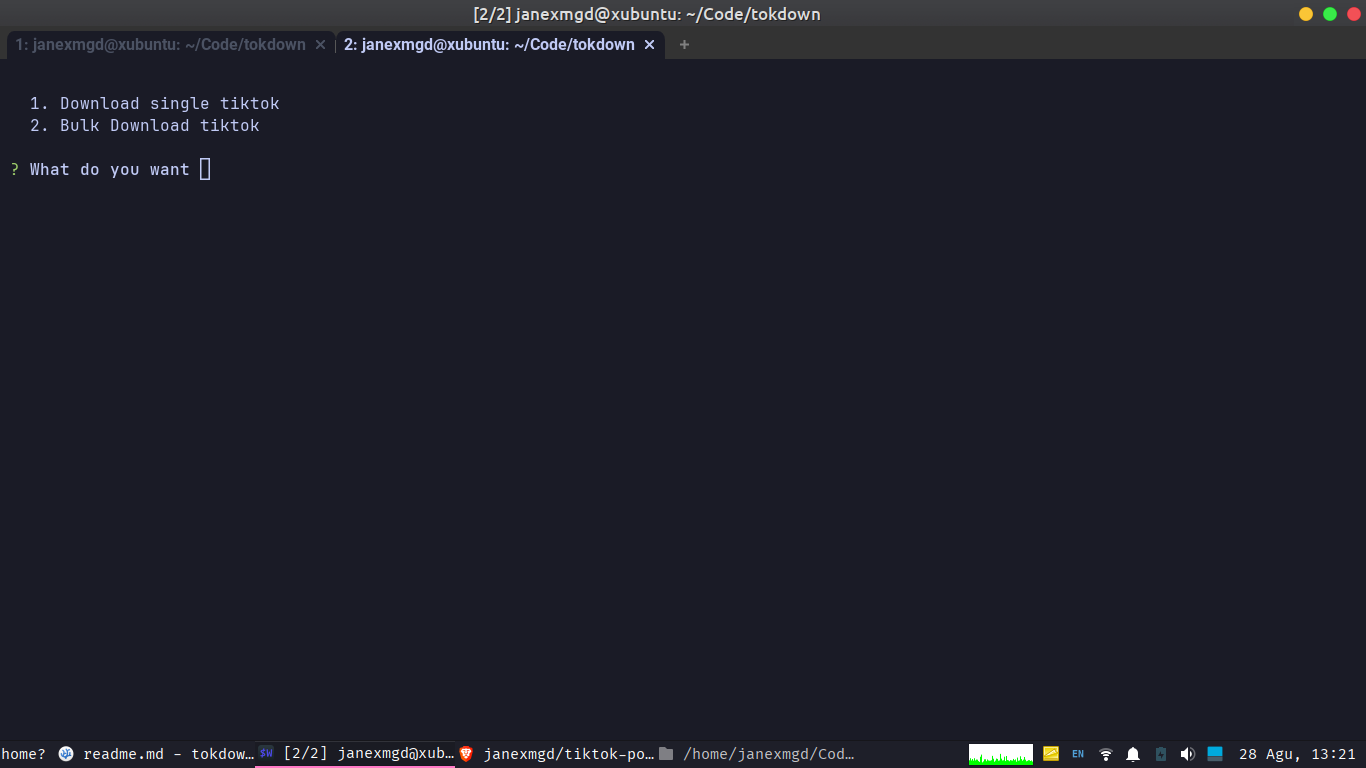 [2/2] janexmgd@xubuntu: ~/Code/tokdown
1: janexmgd@xubuntu: ~/Code/tokdown × 2: janexmgd@xubuntu: ~/Code/tokdown × +
1. Download single tiktok
2. Bulk Download tiktok
? What do you want
home? readme.md - tokdow… $W [2/2] janexmgd@xub… janexmgd/tiktok-po… /home/janexmgd/Cod… EN 28 Agu, 13:21